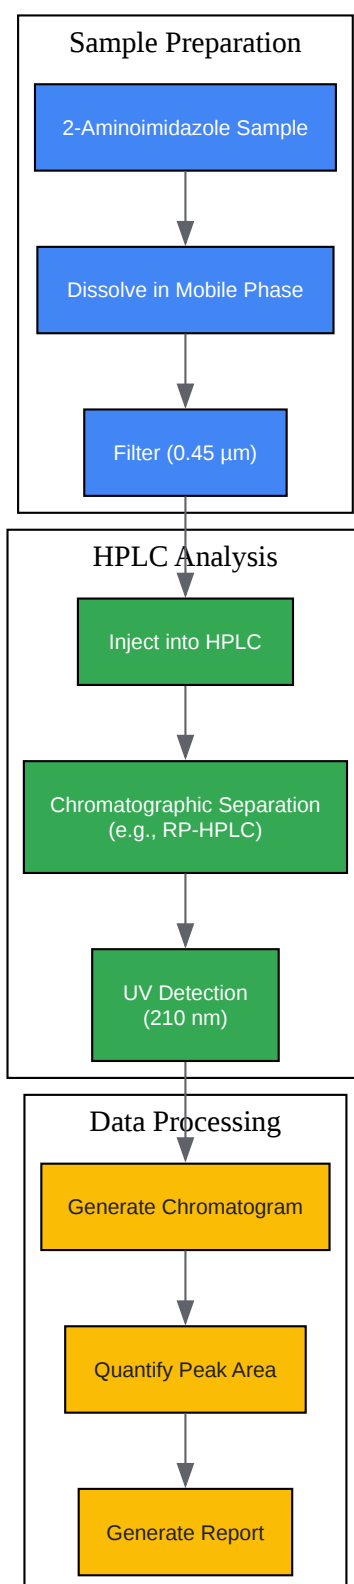 Sample Preparation
2-Aminoimidazole Sample
Dissolve in Mobile Phase
Filter (0.45 µm)
HPLC Analysis
Inject into HPLC
Chromatographic Separation
(e.g., RP-HPLC)
UV Detection
(210 nm)
Data Processing
Generate Chromatogram
Quantify Peak Area
Generate Report